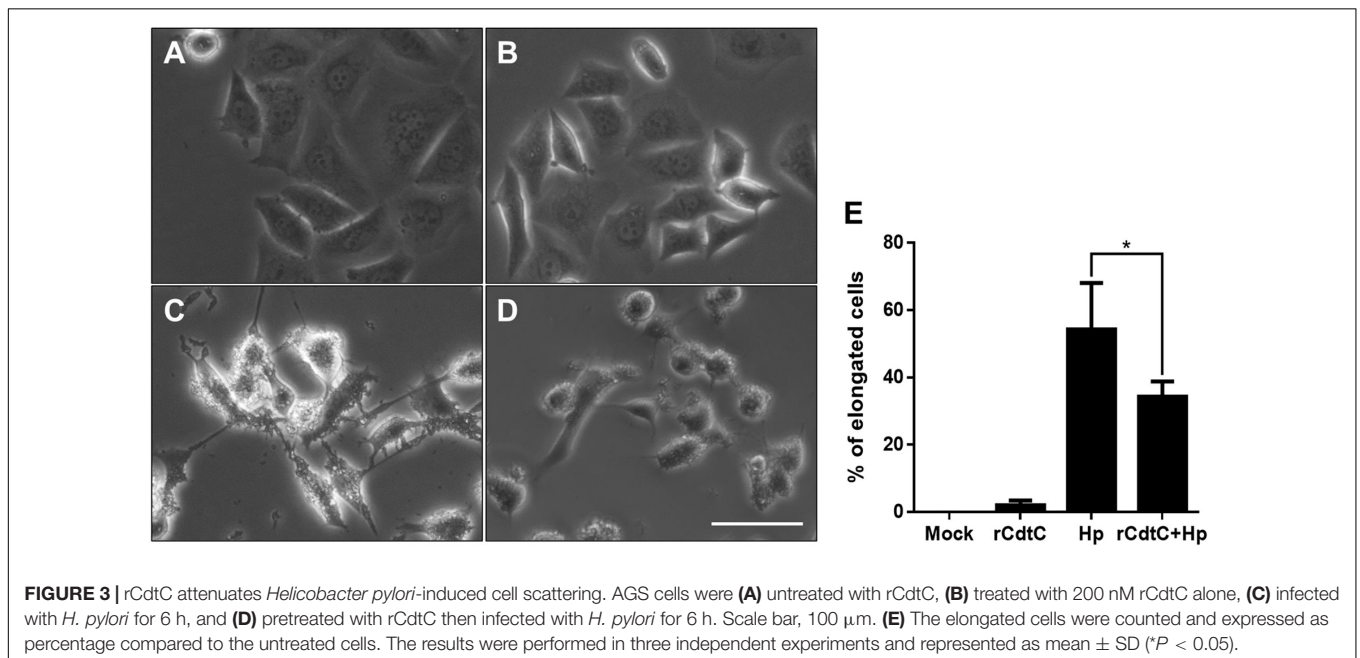 A
B
C
D
E
80
60
40
20
0
% of elongated cells
*
Mock rCdtC Hp rCdtC+Hp
FIGURE 3 | rCdtC attenuates Helicobacter pylori-induced cell scattering. AGS cells were (A) untreated with rCdtC, (B) treated with 200 nM rCdtC alone, (C) infected
with H. pylori for 6 h, and (D) pretreated with rCdtC then infected with H. pylori for 6 h. Scale bar, 100 μm. (E) The elongated cells were counted and expressed as
percentage compared to the untreated cells. The results were performed in three independent experiments and represented as mean ± SD (*P < 0.05).